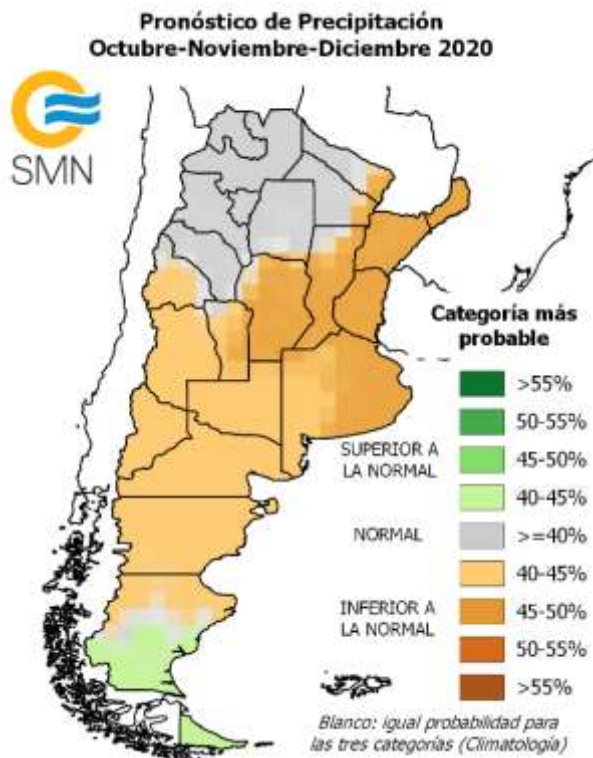 Pronóstico de Precipitación
Octubre-Noviembre-Diciembre 2020
SMN
Categoría más
probable
>55%
50-55%
45-50%
SUPERIOR A
LA NORMAL
40-45%
NORMAL
>=40%
40-45%
45-50%
INFERIOR A
LA NORMAL
50-55%
>55%
Blanco: igual probabilidad para
las tres categorías (Climatología)